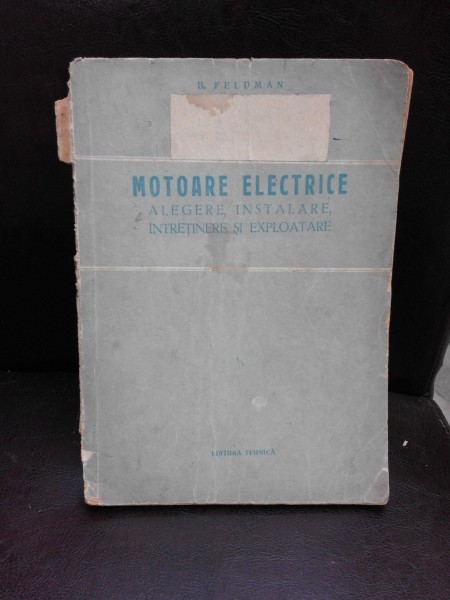 B. FELDMAN
MOTOARE ELECTRICE
ALEGERE, INSTALARE,
ÎNTREȚINERE ȘI EXPLOATARE
EDITURA TEHNICĂ